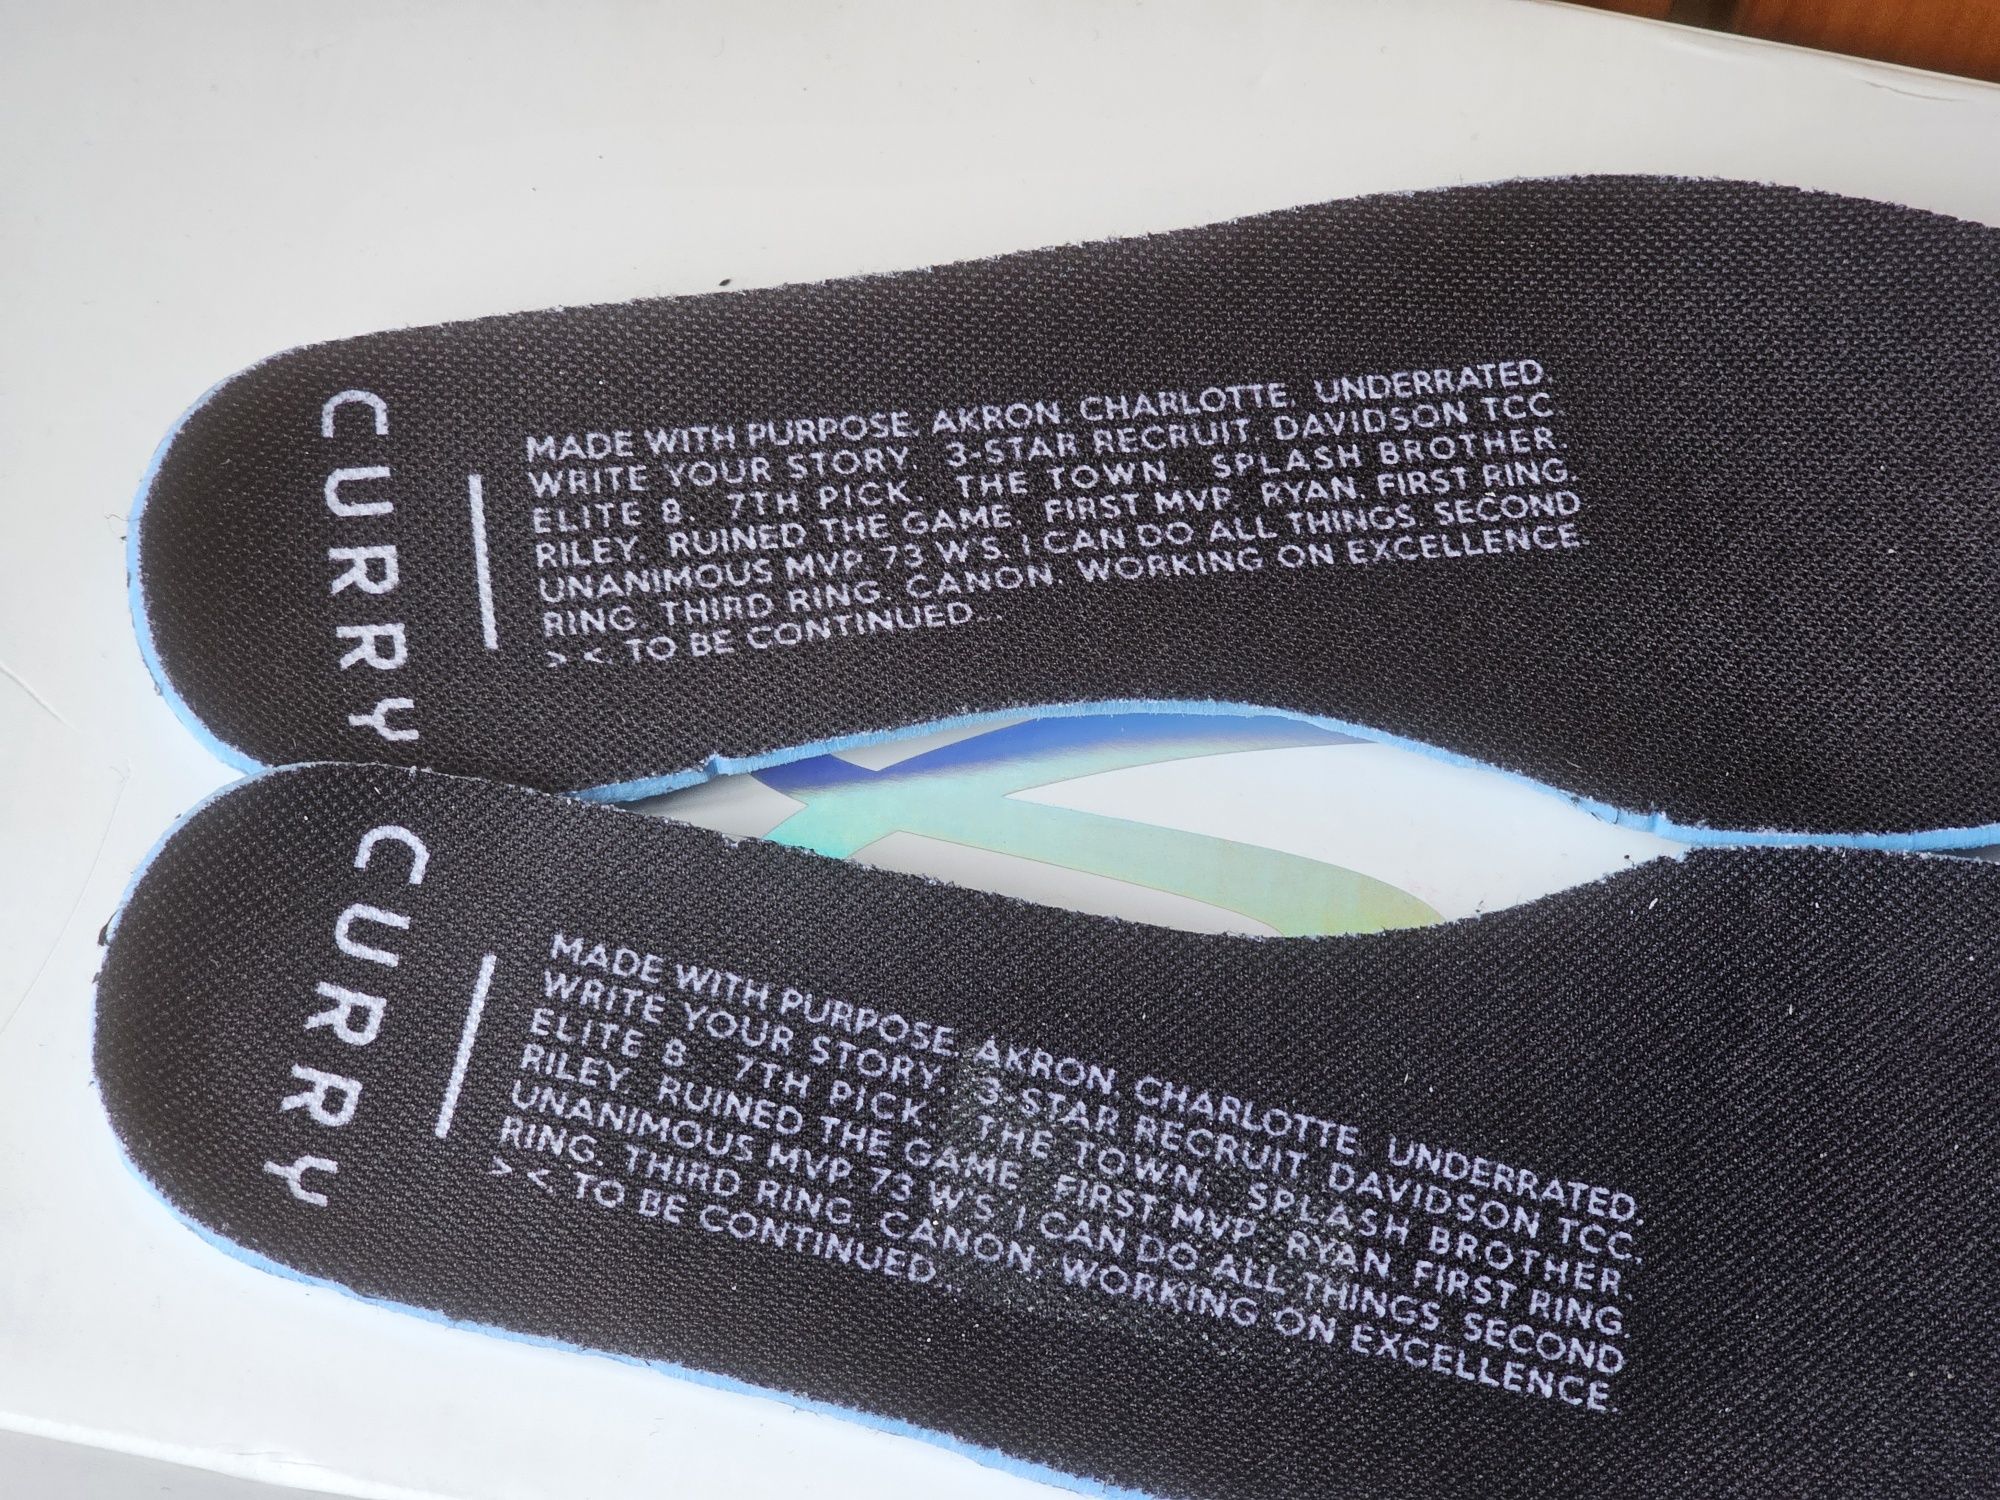 CURRY
MADE WITH PURPOSE. AKRON. CHARLOTTE. UNDERRATED.
WRITE YOUR STORY. 3-STAR RECRUIT. DAVIDSON TCC.
ELITE 8. 7TH PICK. THE TOWN. SPLASH BROTHER.
RILEY. RUINED THE GAME. FIRST MVP. RYAN. FIRST RING.
UNANIMOUS MVP. 73 W'S. I CAN DO ALL THINGS. SECOND
RING. THIRD RING. CANON. WORKING ON EXCELLENCE.
> <. TO BE CONTINUED...
CURRY
MADE WITH PURPOSE. AKRON. CHARLOTTE. UNDERRATED.
WRITE YOUR STORY. 3-STAR RECRUIT. DAVIDSON TCC.
ELITE 8. 7TH PICK. THE TOWN. SPLASH BROTHER.
RILEY. RUINED THE GAME. FIRST MVP. RYAN. FIRST RING.
UNANIMOUS MVP. 73 W'S. I CAN DO ALL THINGS. SECOND
RING. THIRD RING. CANON. WORKING ON EXCELLENCE.
> <. TO BE CONTINUED...